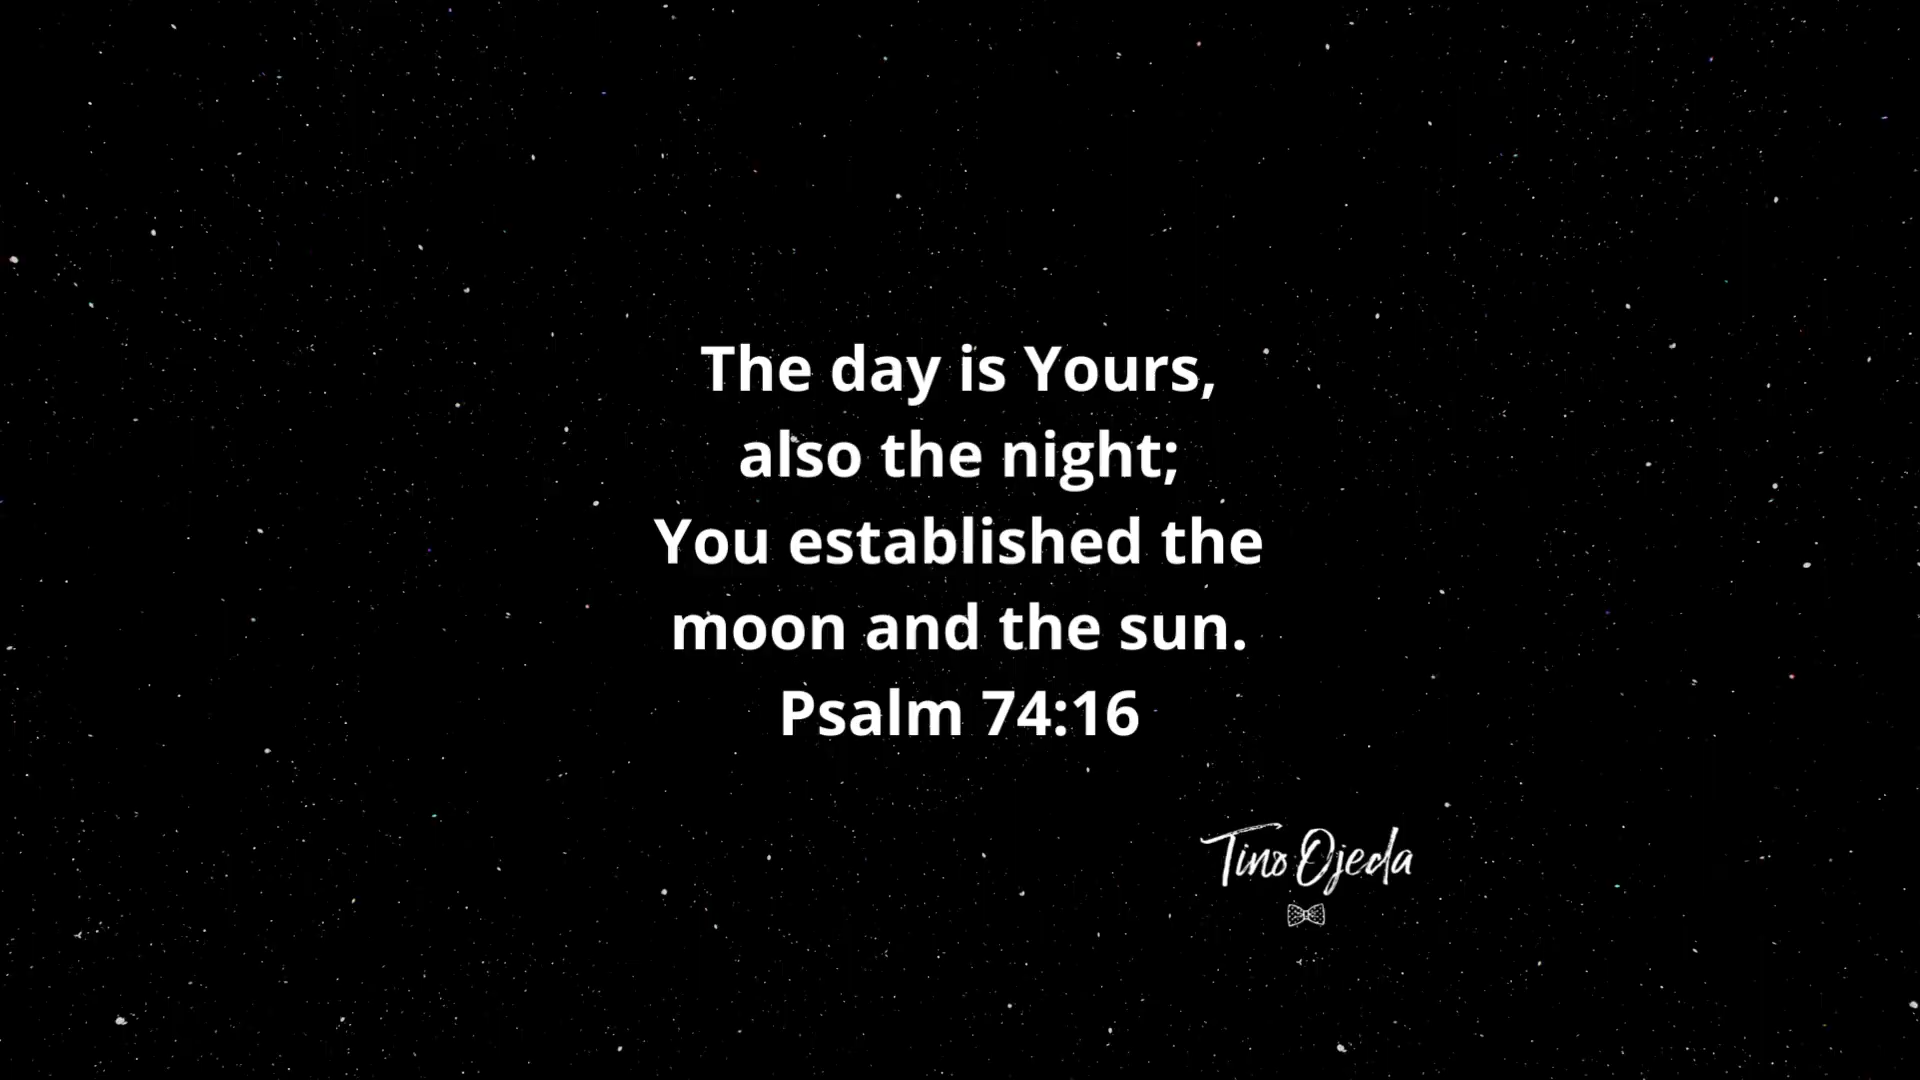 The day is Yours,
also the night;
You established the
moon and the sun.
Psalm 74:16
Tino Ojeda